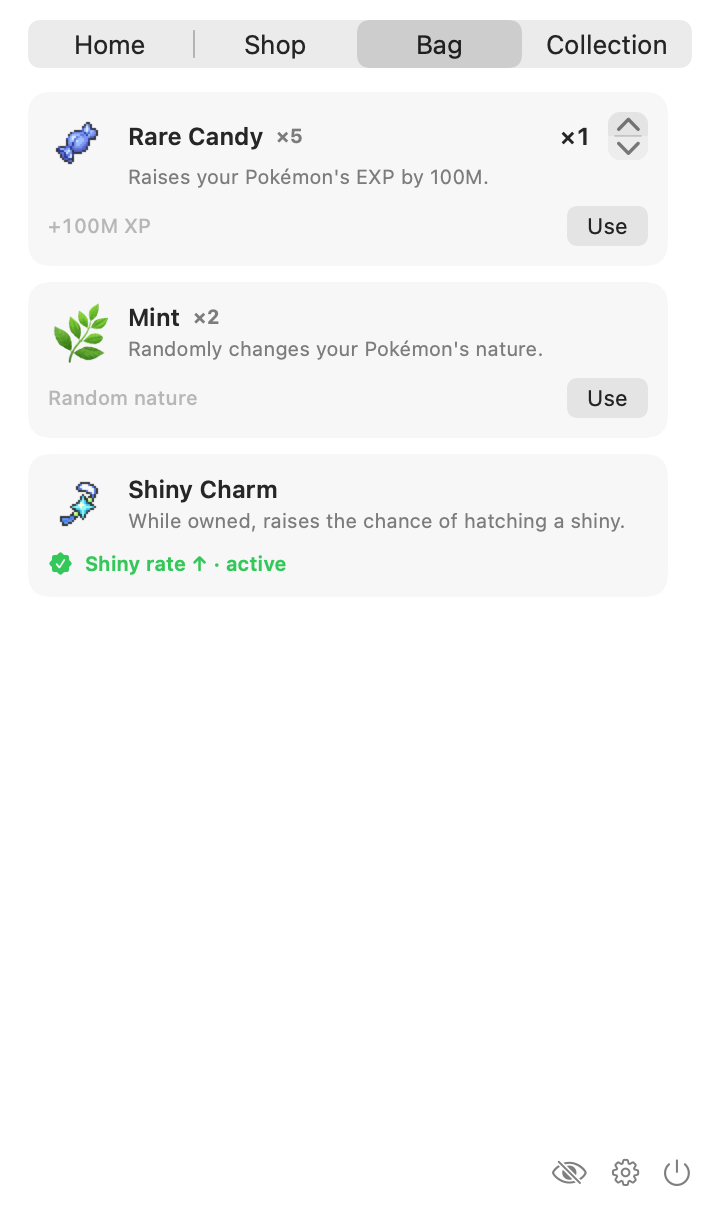 Home Shop Bag Collection
Rare Candy ×5 ×1
Raises your Pokémon's EXP by 100M.
+100M XP Use
Mint ×2
Randomly changes your Pokémon's nature.
Random nature Use
Shiny Charm
While owned, raises the chance of hatching a shiny.
Shiny rate ↑ · active